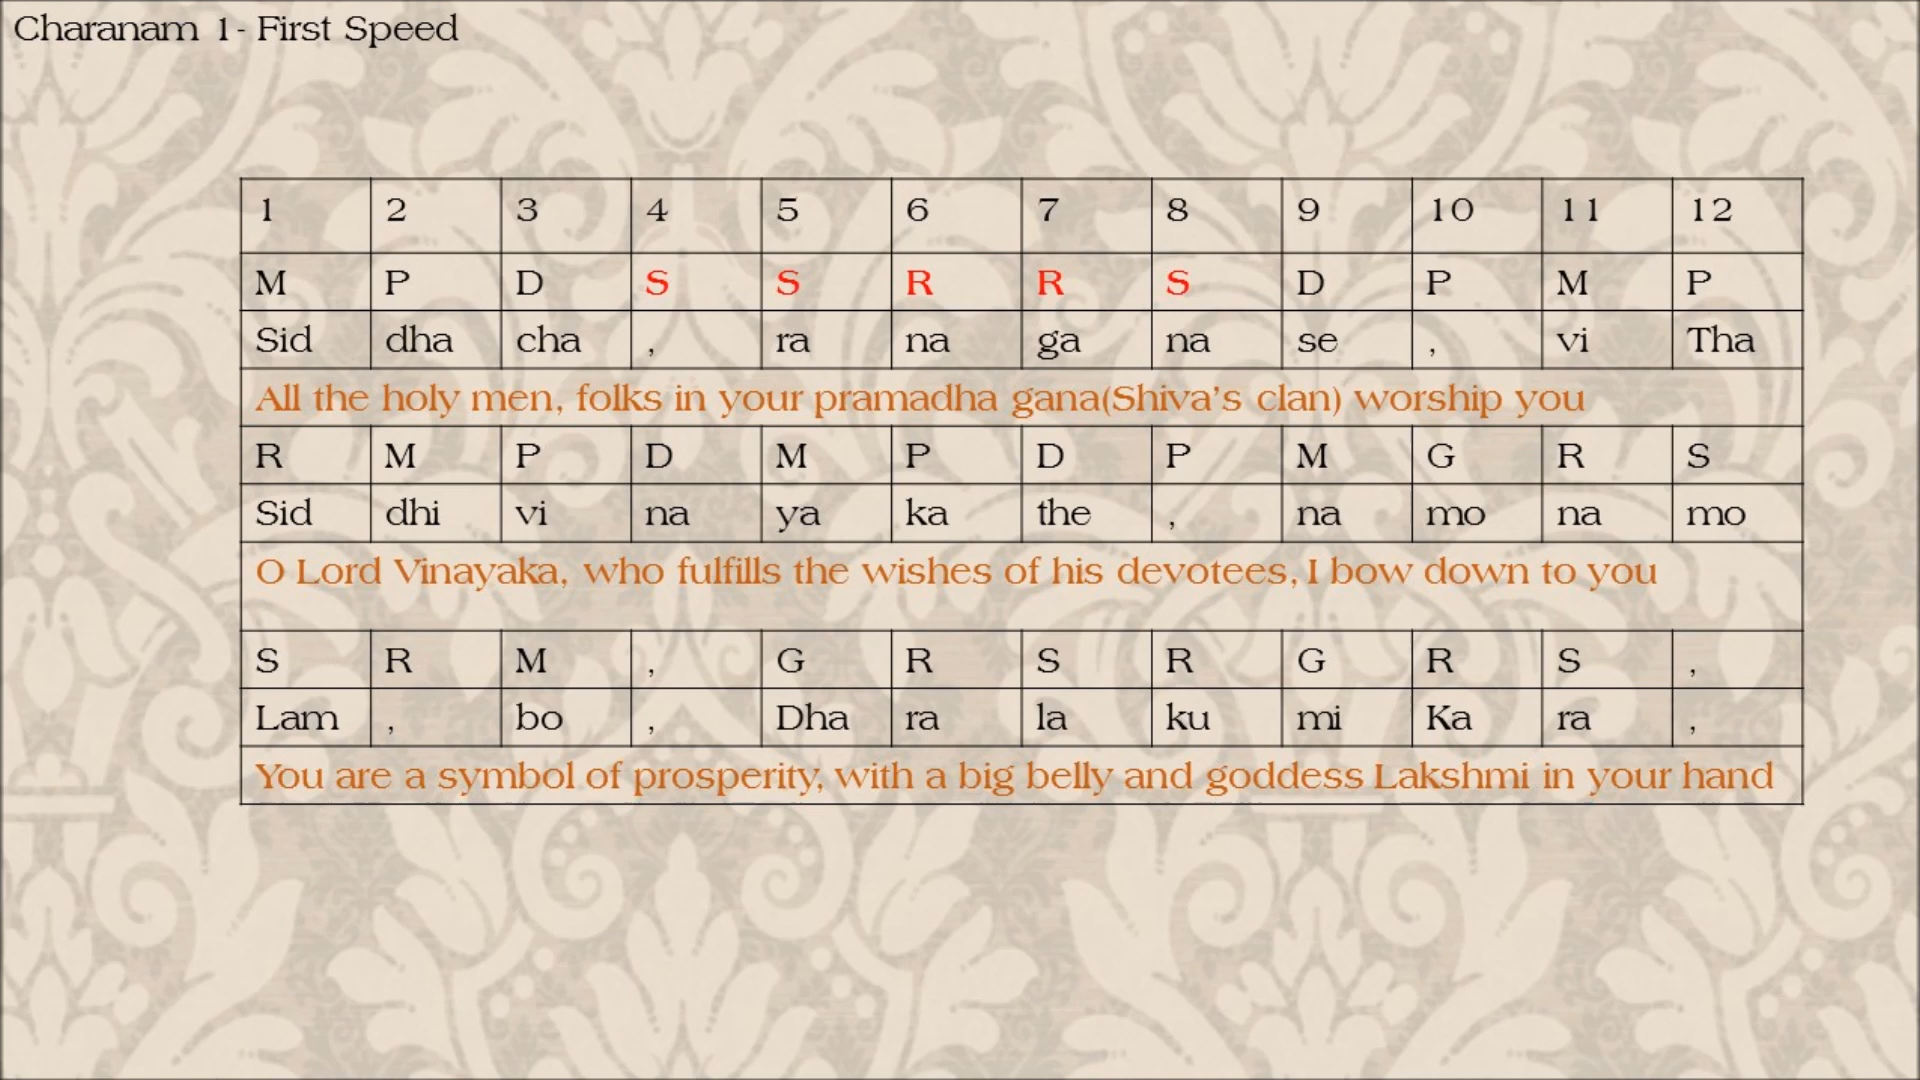 Charanam 1- First Speed
1 2 3 4 5 6 7 8 9 10 11 12
M P D S S R R S D P M P
Sid dha cha , ra na ga na se , vi Tha
All the holy men, folks in your pramadha gana(Shiva's clan) worship you
R M P D M P D P M G R S
Sid dhi vi na ya ka the , na mo na mo
O Lord Vinayaka, who fulfills the wishes of his devotees, I bow down to you
S R M , G R S R G R S ,
Lam , bo , Dha ra la ku mi Ka ra ,
You are a symbol of prosperity, with a big belly and goddess Lakshmi in your hand